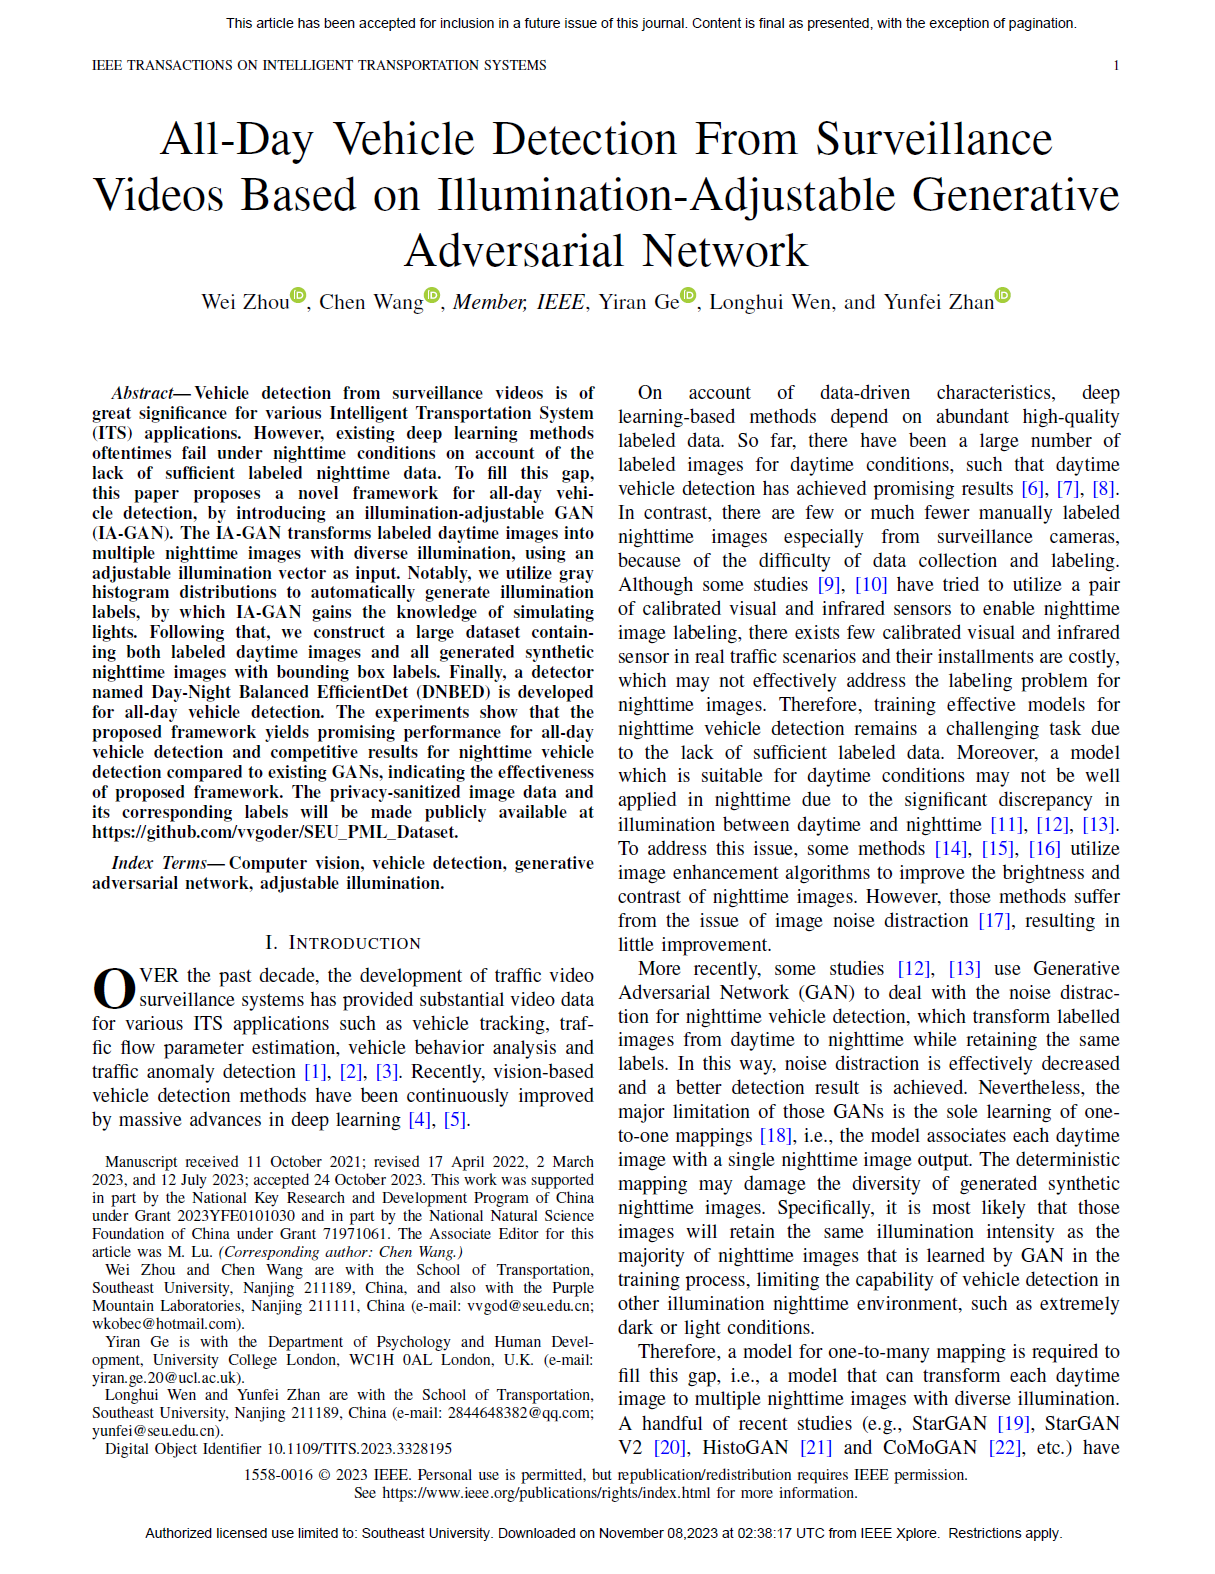 This article has been accepted for inclusion in a future issue of this journal. Content is final as presented, with the exception of pagination.
IEEE TRANSACTIONS ON INTELLIGENT TRANSPORTATION SYSTEMS 1
All-Day Vehicle Detection From Surveillance
Videos Based on Illumination-Adjustable Generative
Adversarial Network
Wei Zhou, Chen Wang, Member, IEEE, Yiran Ge, Longhui Wen, and Yunfei Zhan
Abstract—Vehicle detection from surveillance videos is of
great significance for various Intelligent Transportation System
(ITS) applications. However, existing deep learning methods
oftentimes fail under nighttime conditions on account of the
lack of sufficient labeled nighttime data. To fill this gap,
this paper proposes a novel framework for all-day vehi-
cle detection, by introducing an illumination-adjustable GAN
(IA-GAN). The IA-GAN transforms labeled daytime images into
multiple nighttime images with diverse illumination, using an
adjustable illumination vector as input. Notably, we utilize gray
histogram distributions to automatically generate illumination
labels, by which IA-GAN gains the knowledge of simulating
lights. Following that, we construct a large dataset contain-
ing both labeled daytime images and all generated synthetic
nighttime images with bounding box labels. Finally, a detector
named Day-Night Balanced EfficientDet (DNBED) is developed
for all-day vehicle detection. The experiments show that the
proposed framework yields promising performance for all-day
vehicle detection and competitive results for nighttime vehicle
detection compared to existing GANs, indicating the effectiveness
of proposed framework. The privacy-sanitized image data and
its corresponding labels will be made publicly available at
https://github.com/vvgoder/SEU_PML_Dataset.
Index Terms—Computer vision, vehicle detection, generative
adversarial network, adjustable illumination.
I. INTRODUCTION
OVER the past decade, the development of traffic video
surveillance systems has provided substantial video data
for various ITS applications such as vehicle tracking, traf-
fic flow parameter estimation, vehicle behavior analysis and
traffic anomaly detection [1], [2], [3]. Recently, vision-based
vehicle detection methods have been continuously improved
by massive advances in deep learning [4], [5].
Manuscript received 11 October 2021; revised 17 April 2022, 2 March
2023, and 12 July 2023; accepted 24 October 2023. This work was supported
in part by the National Key Research and Development Program of China
under Grant 2023YFE0101030 and in part by the National Natural Science
Foundation of China under Grant 71971061. The Associate Editor for this
article was M. Lu. (Corresponding author: Chen Wang.)
Wei Zhou and Chen Wang are with the School of Transportation,
Southeast University, Nanjing 211189, China, and also with the Purple
Mountain Laboratories, Nanjing 211111, China (e-mail: vvgod@seu.edu.cn;
wkobec@hotmail.com).
Yiran Ge is with the Department of Psychology and Human Devel-
opment, University College London, WC1H 0AL London, U.K. (e-mail:
yiran.ge.20@ucl.ac.uk).
Longhui Wen and Yunfei Zhan are with the School of Transportation,
Southeast University, Nanjing 211189, China (e-mail: 2844648382@qq.com;
yunfei@seu.edu.cn).
Digital Object Identifier 10.1109/TITS.2023.3328195
On account of data-driven characteristics, deep
learning-based methods depend on abundant high-quality
labeled data. So far, there have been a large number of
labeled images for daytime conditions, such that daytime
vehicle detection has achieved promising results [6], [7], [8].
In contrast, there are few or much fewer manually labeled
nighttime images especially from surveillance cameras,
because of the difficulty of data collection and labeling.
Although some studies [9], [10] have tried to utilize a pair
of calibrated visual and infrared sensors to enable nighttime
image labeling, there exists few calibrated visual and infrared
sensor in real traffic scenarios and their installments are costly,
which may not effectively address the labeling problem for
nighttime images. Therefore, training effective models for
nighttime vehicle detection remains a challenging task due
to the lack of sufficient labeled data. Moreover, a model
which is suitable for daytime conditions may not be well
applied in nighttime due to the significant discrepancy in
illumination between daytime and nighttime [11], [12], [13].
To address this issue, some methods [14], [15], [16] utilize
image enhancement algorithms to improve the brightness and
contrast of nighttime images. However, those methods suffer
from the issue of image noise distraction [17], resulting in
little improvement.
More recently, some studies [12], [13] use Generative
Adversarial Network (GAN) to deal with the noise distrac-
tion for nighttime vehicle detection, which transform labelled
images from daytime to nighttime while retaining the same
labels. In this way, noise distraction is effectively decreased
and a better detection result is achieved. Nevertheless, the
major limitation of those GANs is the sole learning of one-
to-one mappings [18], i.e., the model associates each daytime
image with a single nighttime image output. The deterministic
mapping may damage the diversity of generated synthetic
nighttime images. Specifically, it is most likely that those
images will retain the same illumination intensity as the
majority of nighttime images that is learned by GAN in the
training process, limiting the capability of vehicle detection in
other illumination nighttime environment, such as extremely
dark or light conditions.
Therefore, a model for one-to-many mapping is required to
fill this gap, i.e., a model that can transform each daytime
image to multiple nighttime images with diverse illumination.
A handful of recent studies (e.g., StarGAN [19], StarGAN
V2 [20], HistoGAN [21] and CoMoGAN [22], etc.) have
1558-0016 © 2023 IEEE. Personal use is permitted, but republication/redistribution requires IEEE permission.
See https://www.ieee.org/publications/rights/index.html for more information.
Authorized licensed use limited to: Southeast University. Downloaded on November 08,2023 at 02:38:17 UTC from IEEE Xplore. Restrictions apply.